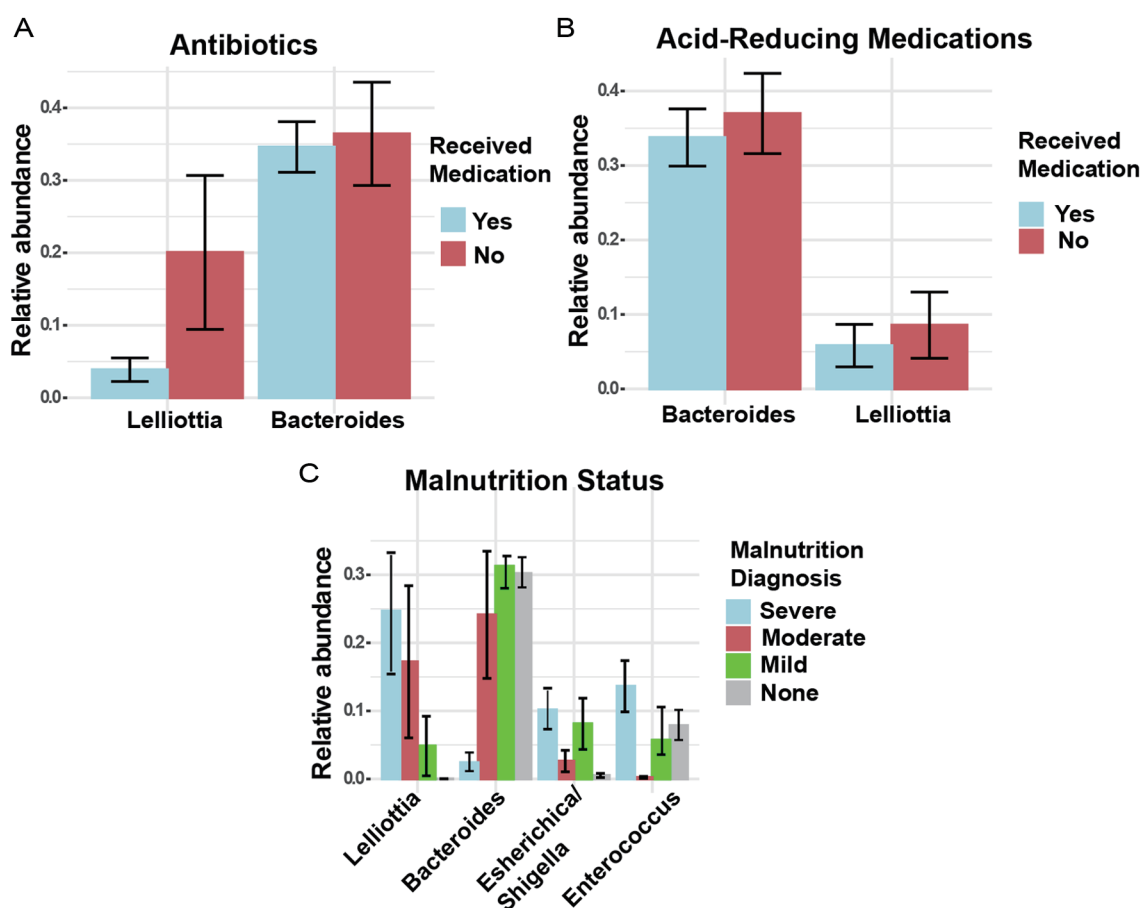 A
Antibiotics
Relative abundance
0.4
0.3
0.2
0.1
0.0
Lelliottia
Bacteroides
Received
Medication
Yes
No
B
Acid-Reducing Medications
Relative abundance
0.4
0.3
0.2
0.1
0.0
Bacteroides
Lelliottia
Received
Medication
Yes
No
C
Malnutrition Status
Relative abundance
0.3
0.2
0.1
0.0
Lelliottia
Bacteroides
Esherichica/
Shigella
Enterococcus
Malnutrition
Diagnosis
Severe
Moderate
Mild
None